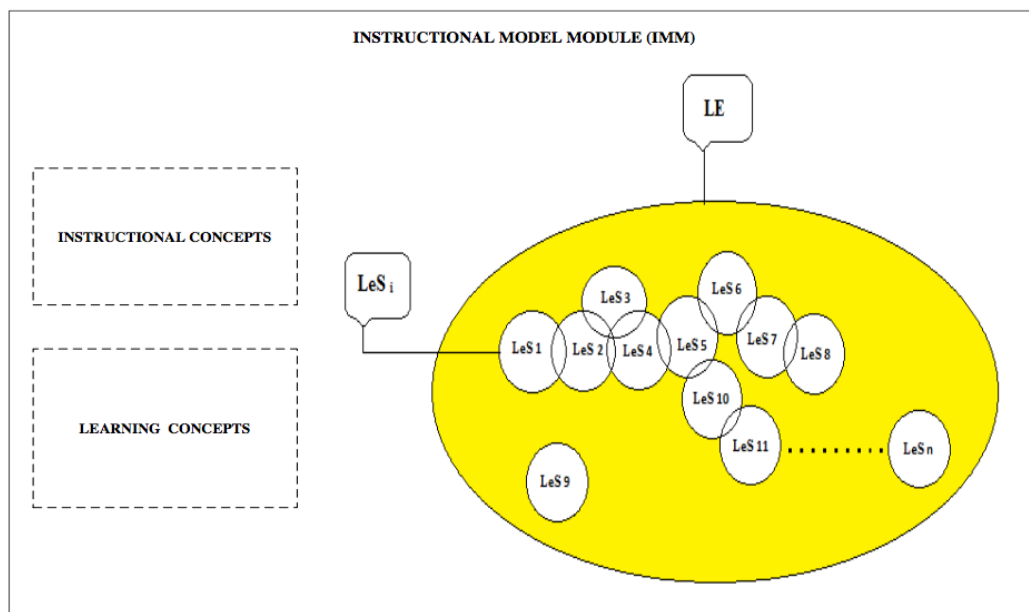 INSTRUCTIONAL MODEL MODULE (IMM)
LE
INSTRUCTIONAL CONCEPTS
LeS i
LeS 3
LeS 6
LeS 1
LeS 2
LeS 4
LeS 5
LeS 7
LeS 8
LeS 10
LEARNING CONCEPTS
LeS 11
LeS n
LeS 9